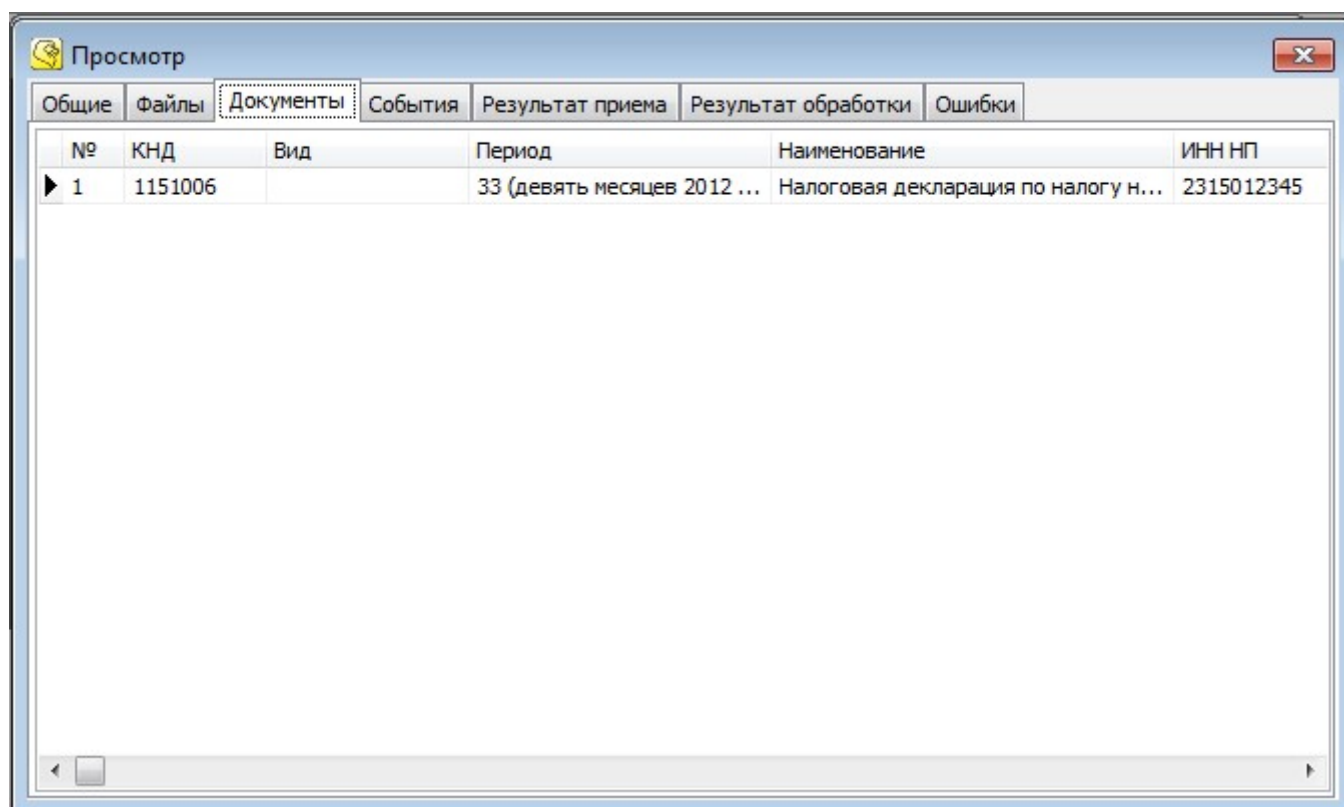 Просмотр
Общие Файлы Документы События Результат приема Результат обработки Ошибки
№ КНД Вид Период Наименование ИНН НП
1 1151006 33 (девять месяцев 2012 ... Налоговая декларация по налогу н... 2315012345